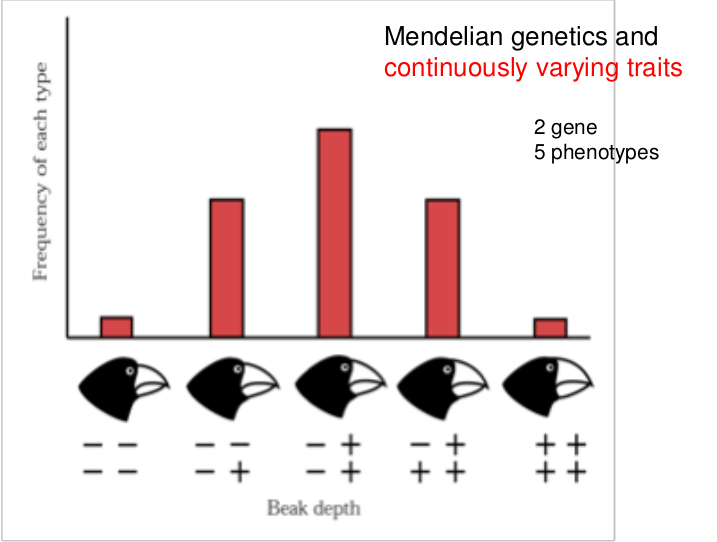 Mendelian genetics and
continuously varying traits
2 gene
5 phenotypes
Frequency of each type
− − − − − + − + + +
− − − + − + + + + +
Beak depth